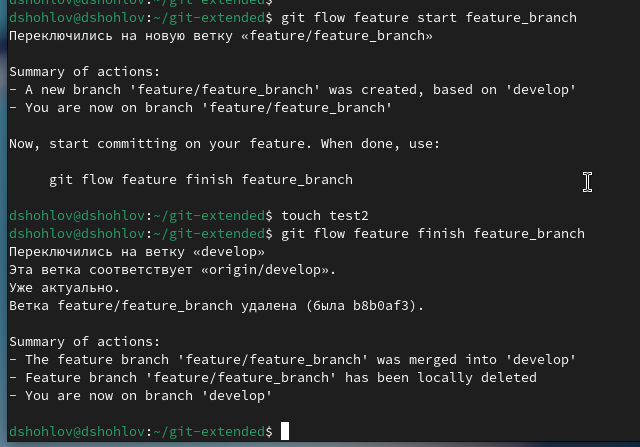 dshohlov@dshohlov:~/git-extended$
dshohlov@dshohlov:~/git-extended$ git flow feature start feature_branch
Переключились на новую ветку «feature/feature_branch»
Summary of actions:
- A new branch 'feature/feature_branch' was created, based on 'develop'
- You are now on branch 'feature/feature_branch'
Now, start committing on your feature. When done, use:
git flow feature finish feature_branch
dshohlov@dshohlov:~/git-extended$ touch test2
dshohlov@dshohlov:~/git-extended$ git flow feature finish feature_branch
Переключились на ветку «develop»
Эта ветка соответствует «origin/develop».
Уже актуально.
Ветка feature/feature_branch удалена (была b8b0af3).
Summary of actions:
- The feature branch 'feature/feature_branch' was merged into 'develop'
- Feature branch 'feature/feature_branch' has been locally deleted
- You are now on branch 'develop'
dshohlov@dshohlov:~/git-extended$